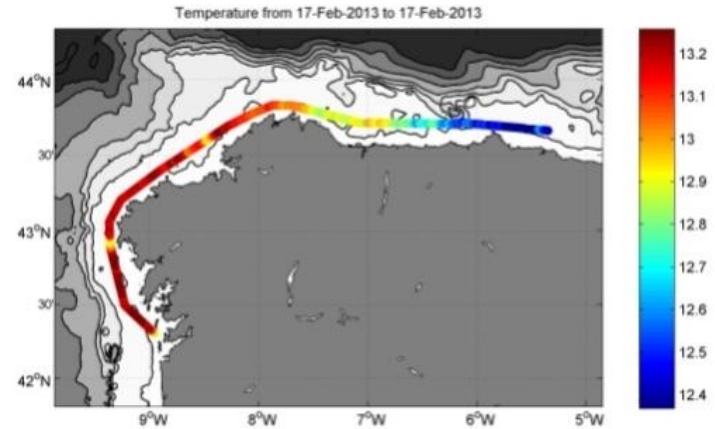 Temperature from 17-Feb-2013 to 17-Feb-2013
44°N
30'
43°N
30'
42°N
9°W
8°W
7°W
6°W
5°W
13.2
13.1
13
12.9
12.8
12.7
12.6
12.5
12.4